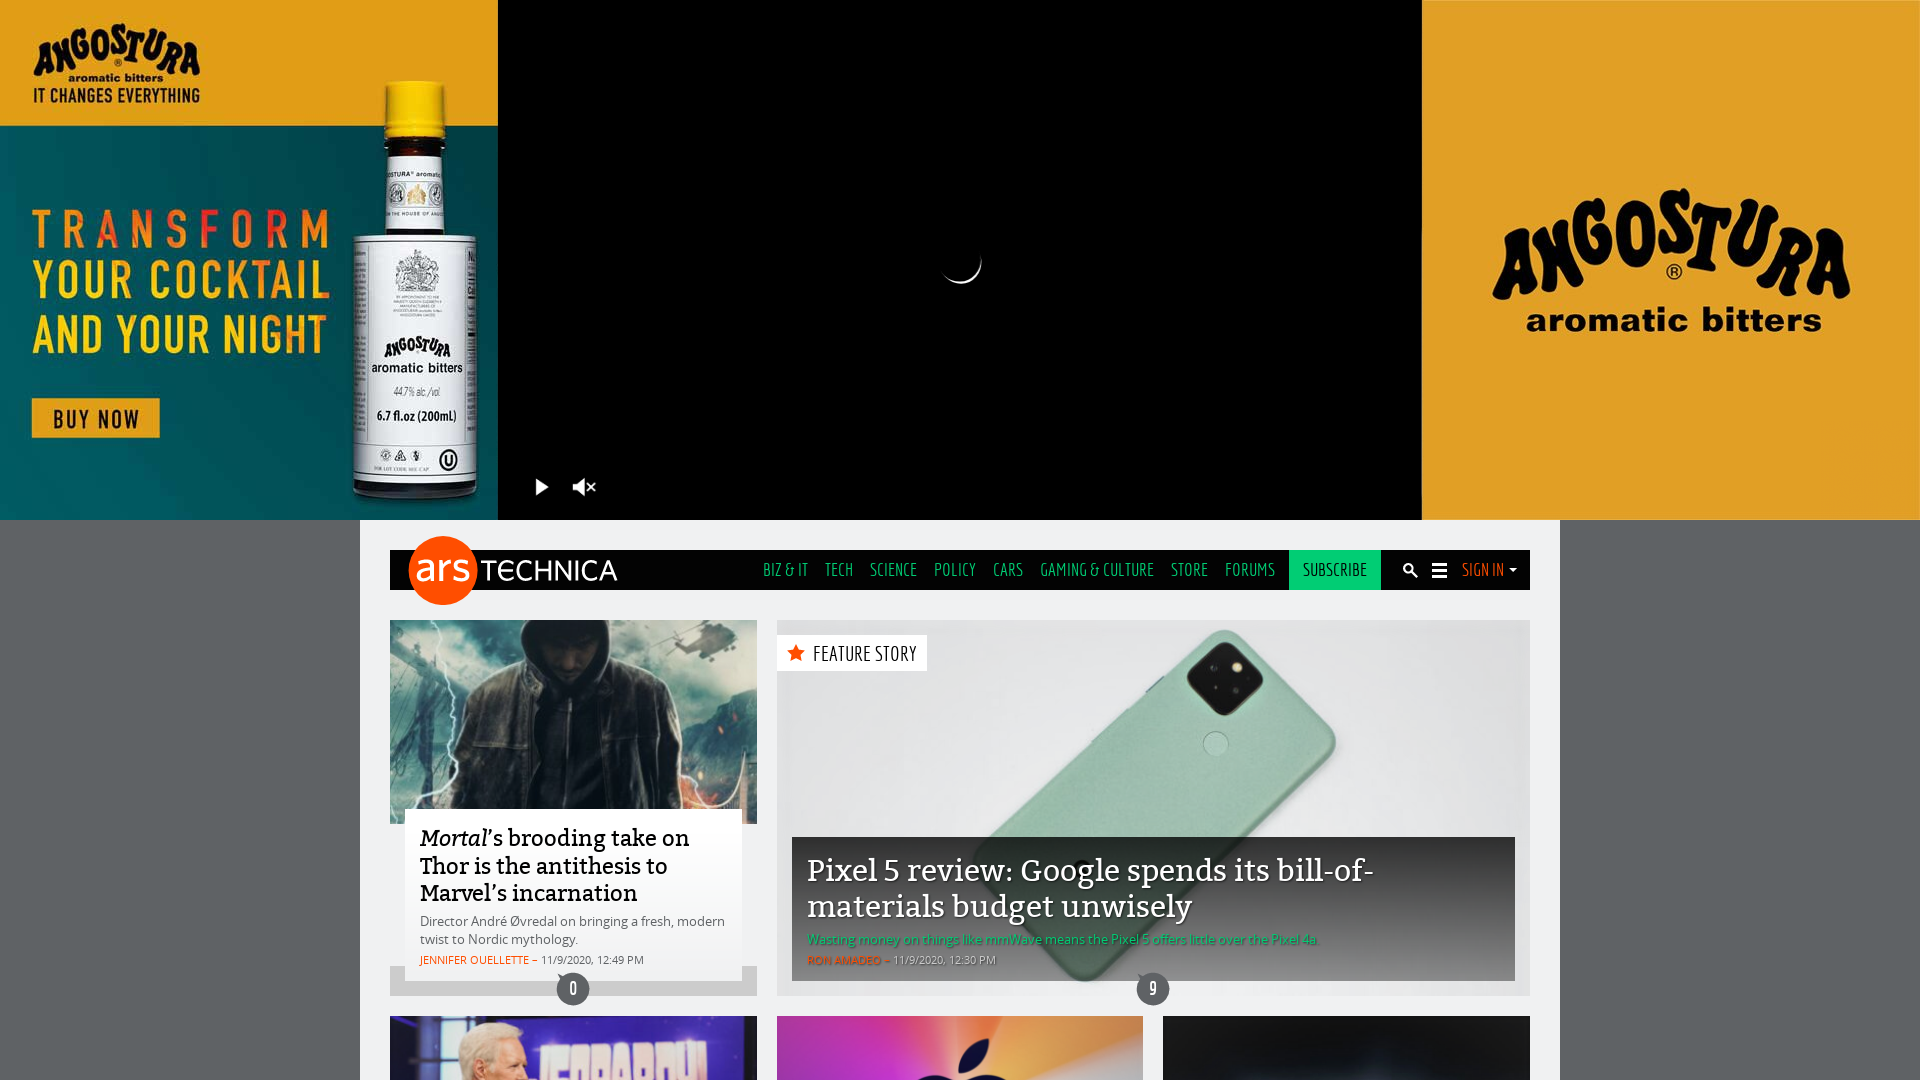 ANGOSTURA
®
aromatic bitters
IT CHANGES EVERYTHING
TRANSFORM
YOUR COCKTAIL
AND YOUR NIGHT
BUY NOW
ANGOSTURA
aromatic bitters
44.7% alc./vol.
6.7 fl.oz (200mL)
ANGOSTURA
®
aromatic bitters
ars TECHNICA
BIZ & IT TECH SCIENCE POLICY CARS GAMING & CULTURE STORE FORUMS SUBSCRIBE SIGN IN
FEATURE STORY
Mortal’s brooding take on
Thor is the antithesis to
Marvel’s incarnation
Director André Øvredal on bringing a fresh, modern
twist to Nordic mythology.
JENNIFER OUELLETTE – 11/9/2020, 12:49 PM
0
Pixel 5 review: Google spends its bill-of-
materials budget unwisely
Wasting money on things like mmWave means the Pixel 5 offers little over the Pixel 4a
RON AMADEO – 11/9/2020, 12:30 PM
9
JEOPARDY!